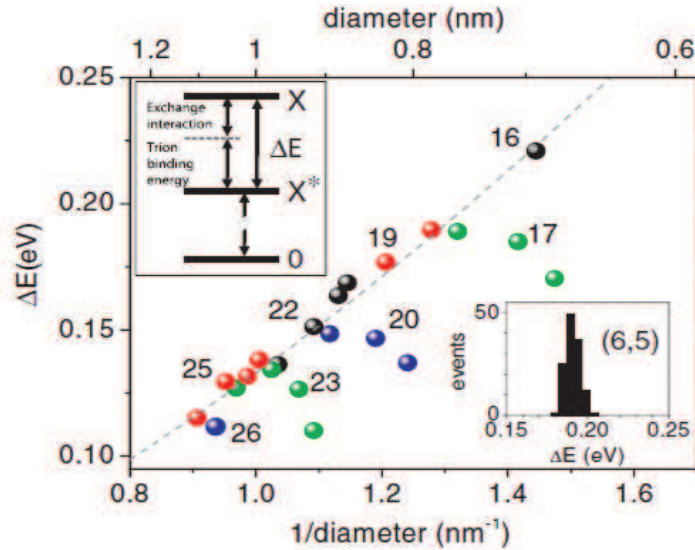 diameter (nm)
1.2 1 0.8 0.6
0.25
0.20
0.15
0.10
ΔE(eV)
Exchange
interaction
Trion
binding
energy
X
ΔE
X*
0
16
19
17
22
20
25
23
26
50
0
events
(6,5)
0.15 0.20 0.25
ΔE (eV)
0.8 1.0 1.2 1.4 1.6
1/diameter (nm⁻¹)